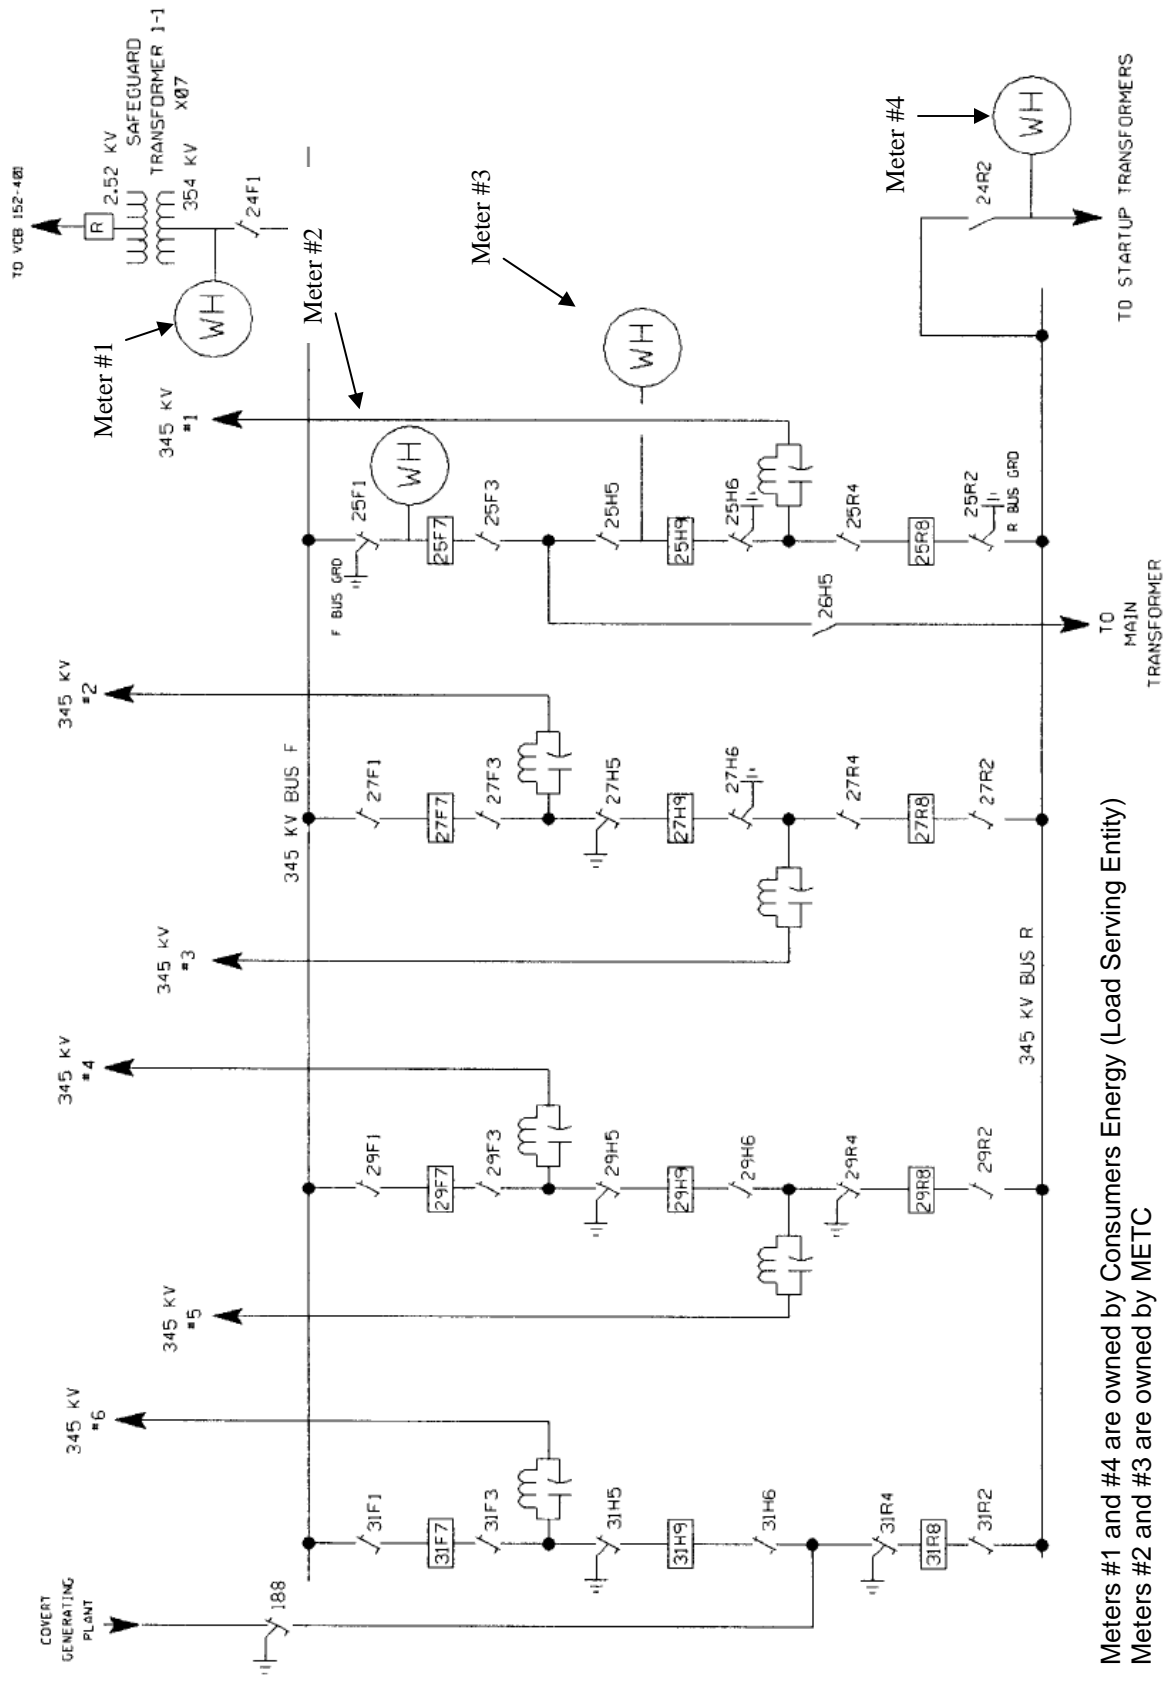 TO VCB 152-401
R
2.52 KV
SAFEGUARD
TRANSFORMER 1-1
X07
354 KV
24F1
WH
Meter #1
Meter #2
Meter #3
Meter #4
WH
24R2
TO STARTUP TRANSFORMERS
345 KV
#1
F BUS GRD
25F1
WH
25F7
25F3
25H5
WH
25H9
25H6
25R4
25R8
25R2
R BUS GRD
26H5
TO
MAIN
TRANSFORMER
345 KV
#2
345 KV BUS F
27F1
27F7
27F3
27H5
27H9
27H6
27R4
27R8
27R2
345 KV
#3
345 KV BUS R
345 KV
#4
29F1
29F7
29F3
29H5
29H9
29H6
29R4
29R8
29R2
345 KV
#5
345 KV
#6
31F1
31F7
31F3
31H5
31H9
31H6
31R4
31R8
31R2
COVERT
GENERATING
PLANT
188
Meters #1 and #4 are owned by Consumers Energy (Load Serving Entity)
Meters #2 and #3 are owned by METC